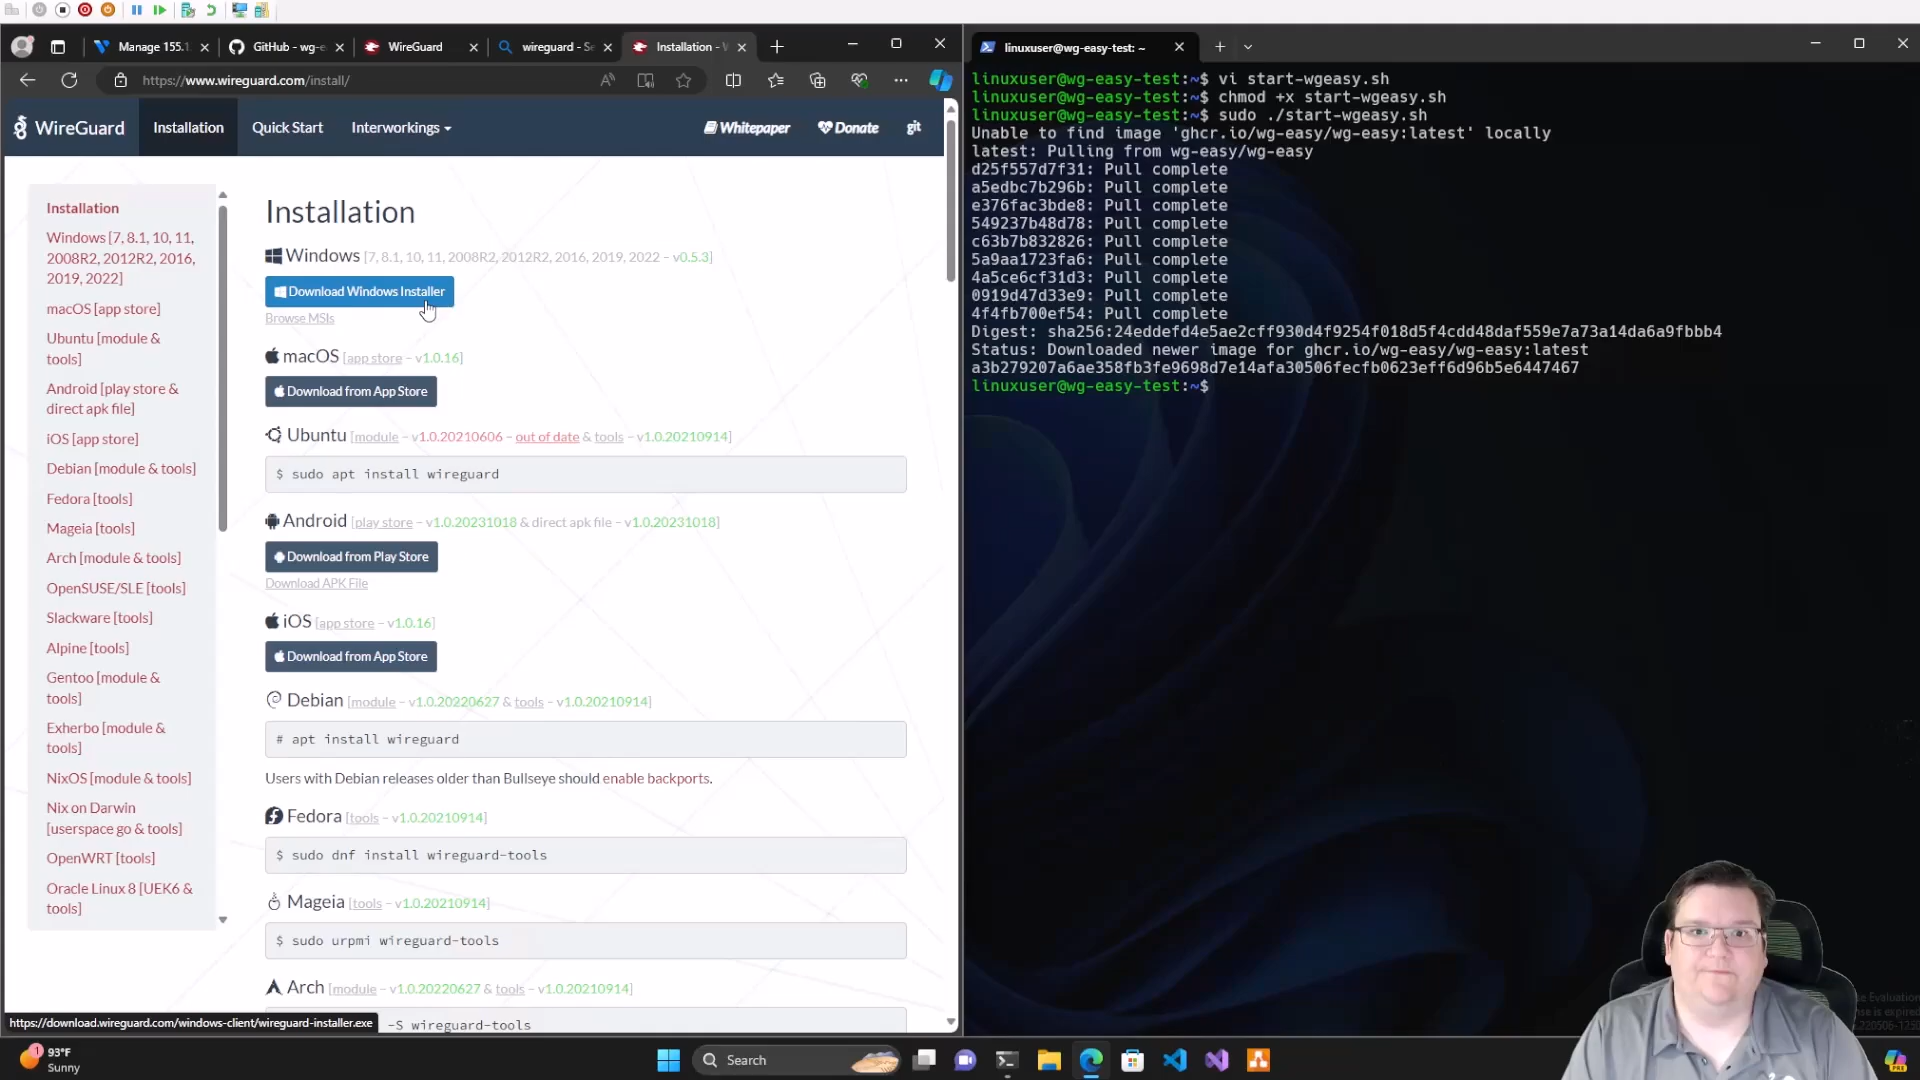 Manage 155.1
GitHub - wg-e
WireGuard
wireguard - Se
Installation - W
https://www.wireguard.com/install/
WireGuard
Installation
Quick Start
Interworkings
Whitepaper
Donate
git
Installation
Windows [7, 8.1, 10, 11,
2008R2, 2012R2, 2016,
2019, 2022]
macOS [app store]
Ubuntu [module &
tools]
Android [play store &
direct apk file]
iOS [app store]
Debian [module & tools]
Fedora [tools]
Mageia [tools]
Arch [module & tools]
OpenSUSE/SLE [tools]
Slackware [tools]
Alpine [tools]
Gentoo [module &
tools]
Exherbo [module &
tools]
NixOS [module & tools]
Nix on Darwin
[userspace go & tools]
OpenWRT [tools]
Oracle Linux 8 [UEK6 &
tools]
Installation
Windows [7, 8.1, 10, 11, 2008R2, 2012R2, 2016, 2019, 2022 – v0.5.3]
Download Windows Installer
Browse MSIs
macOS [app store – v1.0.16]
Download from App Store
Ubuntu [module – v1.0.20210606 – out of date & tools – v1.0.20210914]
$ sudo apt install wireguard
Android [play store – v1.0.20231018 & direct apk file – v1.0.20231018]
Download from Play Store
Download APK File
iOS [app store – v1.0.16]
Download from App Store
Debian [module – v1.0.20220627 & tools – v1.0.20210914]
# apt install wireguard
Users with Debian releases older than Bullseye should enable backports.
Fedora [tools – v1.0.20210914]
$ sudo dnf install wireguard-tools
Mageia [tools – v1.0.20210914]
$ sudo urpmi wireguard-tools
Arch [module – v1.0.20220627 & tools – v1.0.20210914]
-S wireguard-tools
https://download.wireguard.com/windows-client/wireguard-installer.exe
linuxuser@wg-easy-test: ~
linuxuser@wg-easy-test:~$ vi start-wgeasy.sh
linuxuser@wg-easy-test:~$ chmod +x start-wgeasy.sh
linuxuser@wg-easy-test:~$ sudo ./start-wgeasy.sh
Unable to find image 'ghcr.io/wg-easy/wg-easy:latest' locally
latest: Pulling from wg-easy/wg-easy
d25f557d7f31: Pull complete
a5edbc7b296b: Pull complete
e376fac3bde8: Pull complete
549237b48d78: Pull complete
c63b7b832826: Pull complete
5a9aa1723fa6: Pull complete
4a5ce6cf31d3: Pull complete
0919d47d33e9: Pull complete
4f4fb700ef54: Pull complete
Digest: sha256:24eddefd4e5ae2cff930d4f9254f018d5f4cdd48daf559e7a73a14da6a9fbbb4
Status: Downloaded newer image for ghcr.io/wg-easy/wg-easy:latest
a3b279207a6ae358fb3fe9698d7e14afa30506fecfb0623eff6d96b5e6447467
linuxuser@wg-easy-test:~$
se Evaluation
se is expired
1
93°F
Sunny
Search
PRE